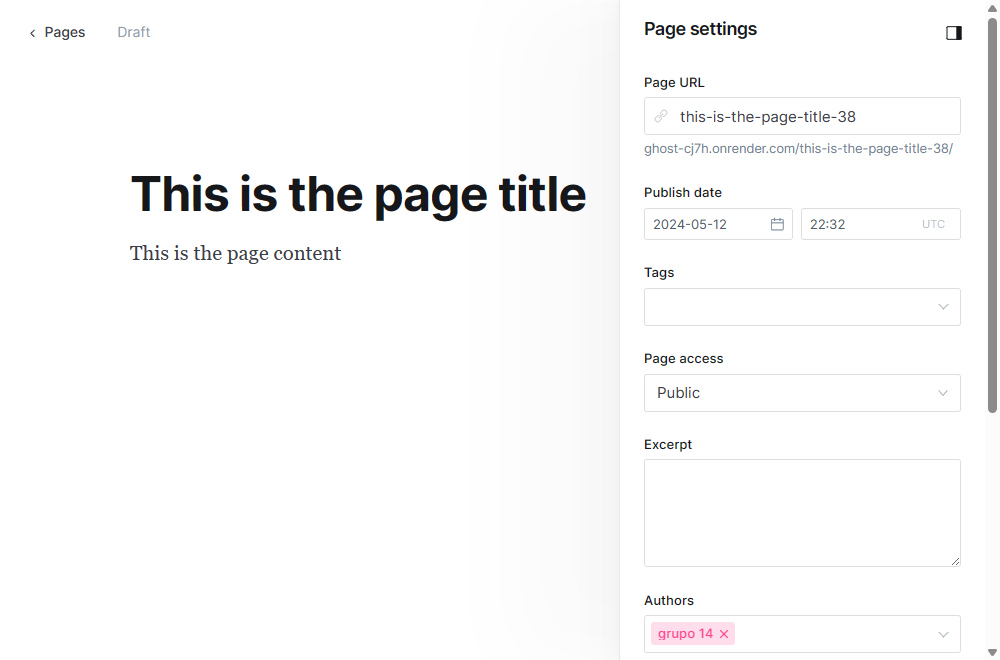 Pages Draft
This is the page title
This is the page content
Page settings
Page URL
this-is-the-page-title-38
ghost-cj7h.onrender.com/this-is-the-page-title-38/
Publish date
2024-05-12 22:32 UTC
Tags
Page access
Public
Excerpt
Authors
grupo 14